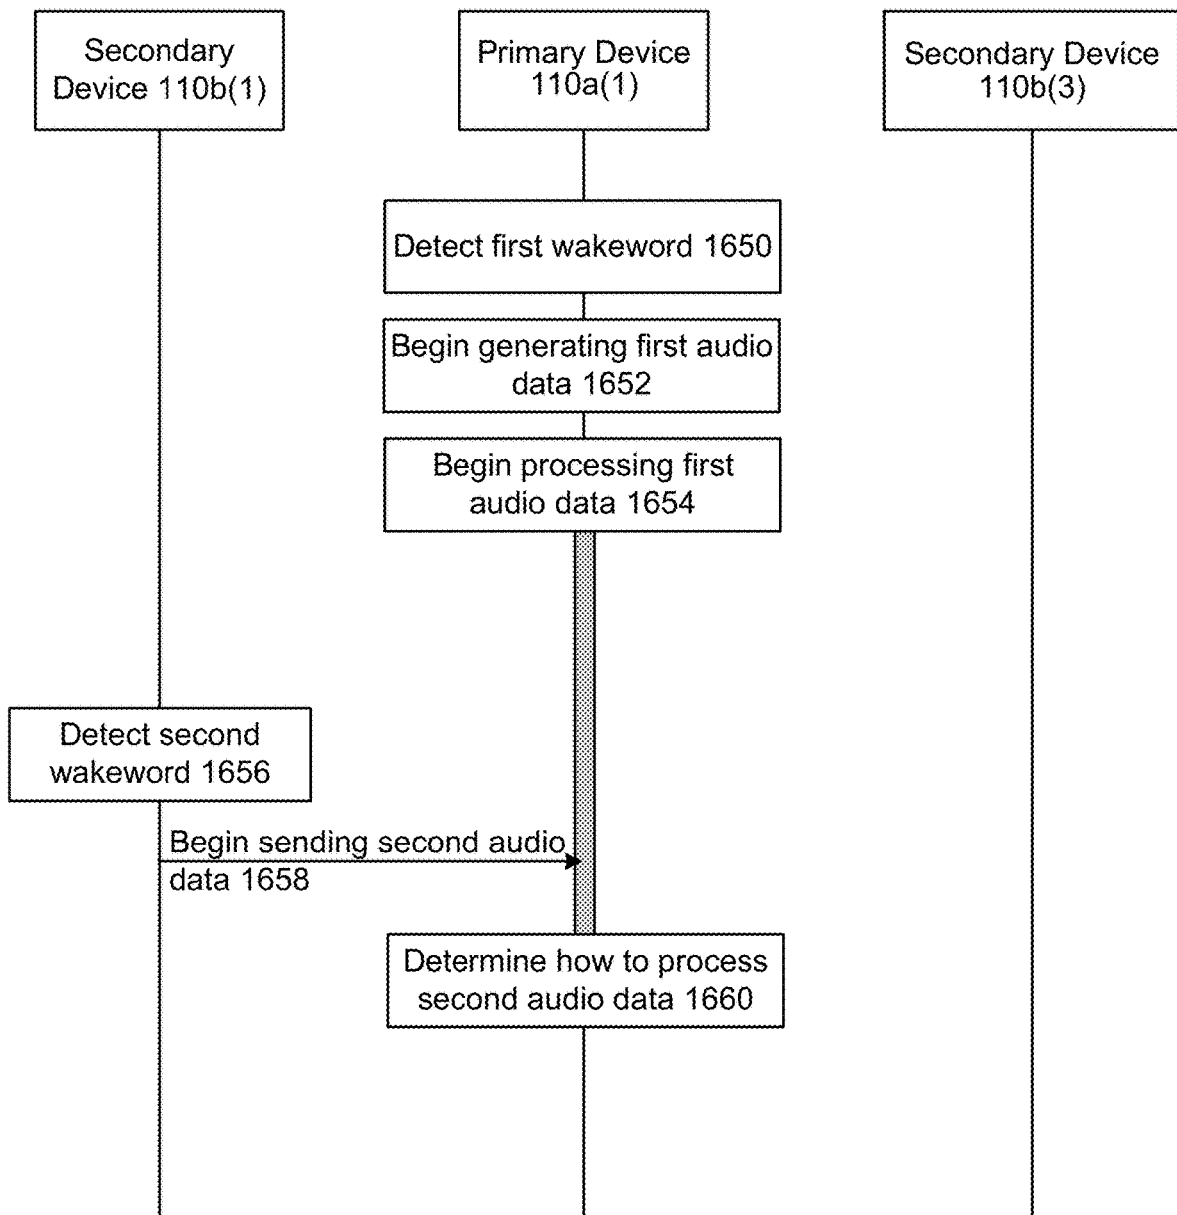 Secondary
Device 110b(1)
Primary Device
110a(1)
Secondary Device
110b(3)
Detect first wakeword 1650
Begin generating first audio
data 1652
Begin processing first
audio data 1654
Detect second
wakeword 1656
Begin sending second audio
data 1658
Determine how to process
second audio data 1660